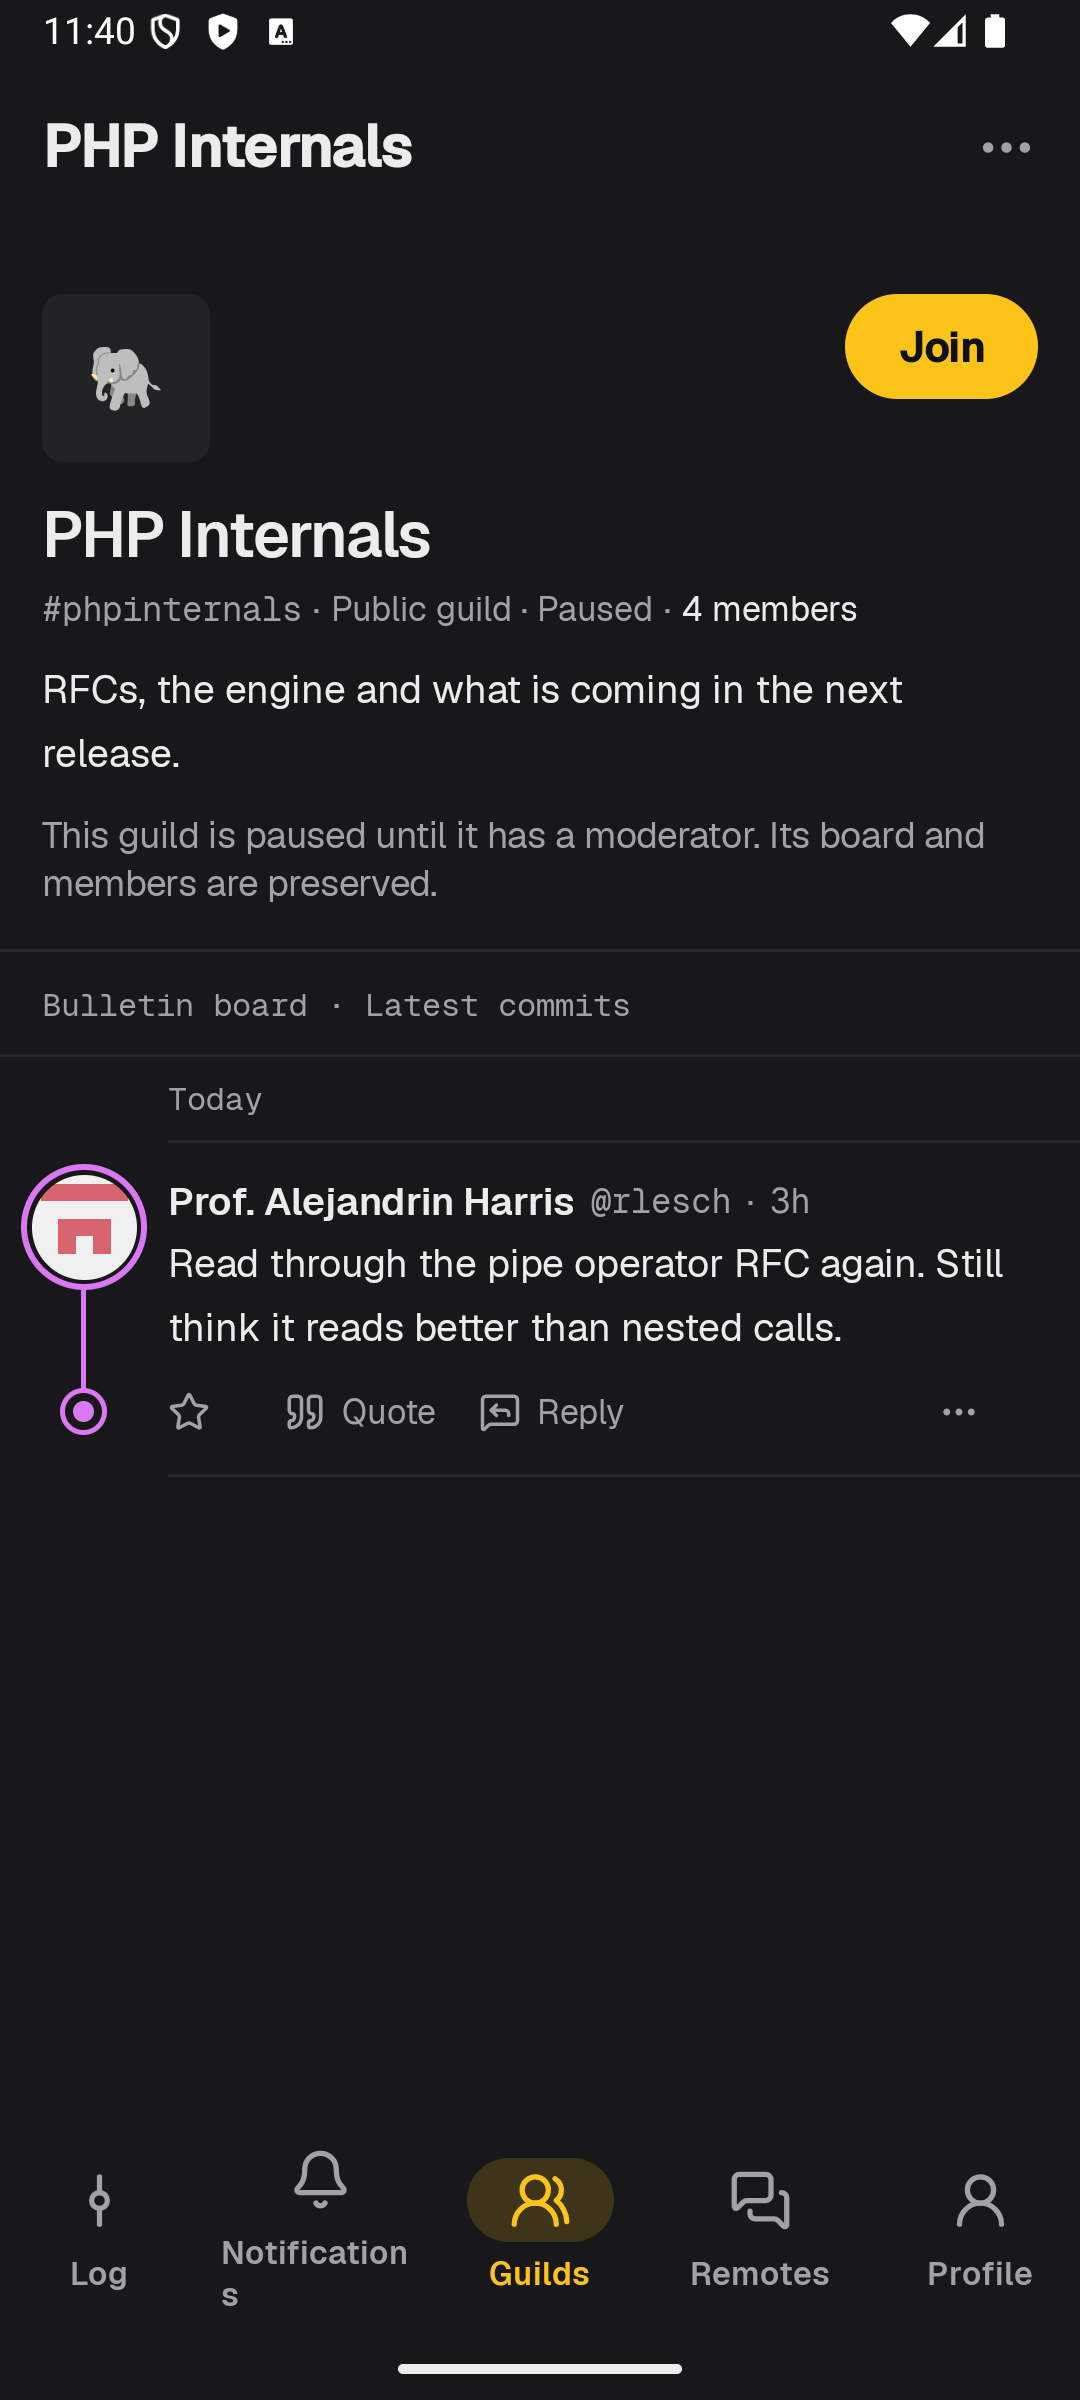 11:40
PHP Internals
Join
PHP Internals
#phpinternals · Public guild · Paused · 4 members
RFCs, the engine and what is coming in the next
release.
This guild is paused until it has a moderator. Its board and
members are preserved.
Bulletin board · Latest commits
Today
Prof. Alejandrin Harris @rlesch · 3h
Read through the pipe operator RFC again. Still
think it reads better than nested calls.
Quote Reply
Log
Notification
s
Guilds
Remotes
Profile